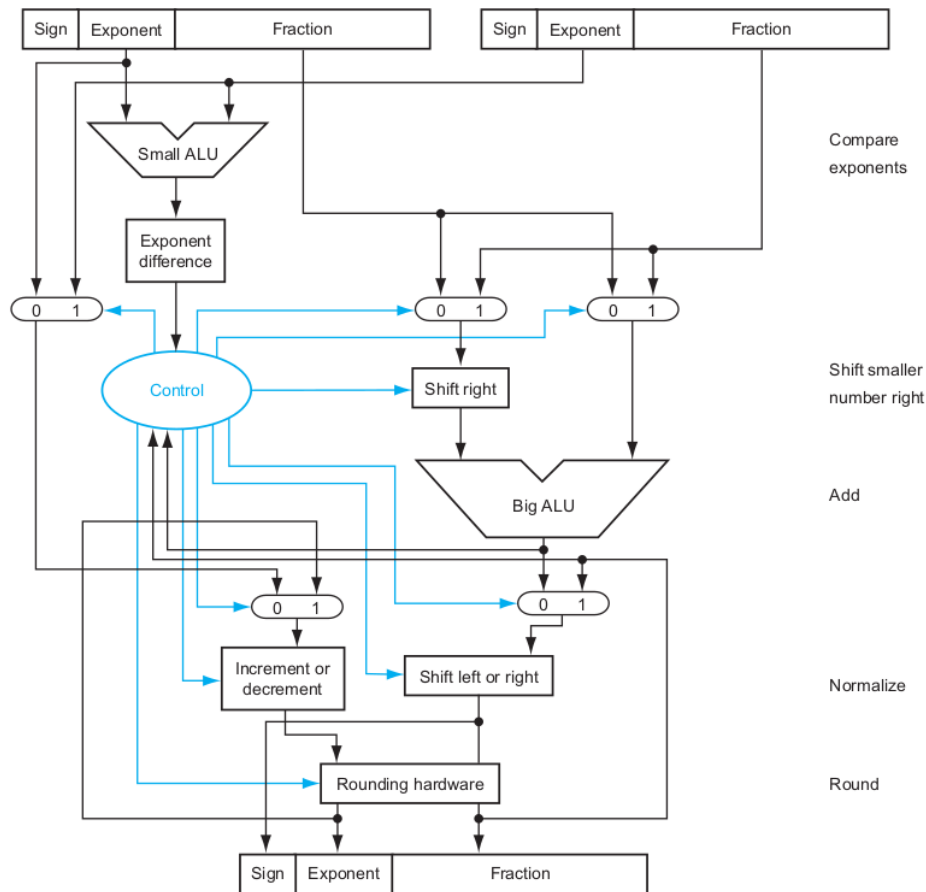 Sign Exponent Fraction
Sign Exponent Fraction
Small ALU
Compare
exponents
Exponent
difference
0 1
0 1
0 1
Control
Shift right
Shift smaller
number right
Big ALU
Add
0 1
0 1
Increment or
decrement
Shift left or right
Normalize
Rounding hardware
Round
Sign Exponent Fraction